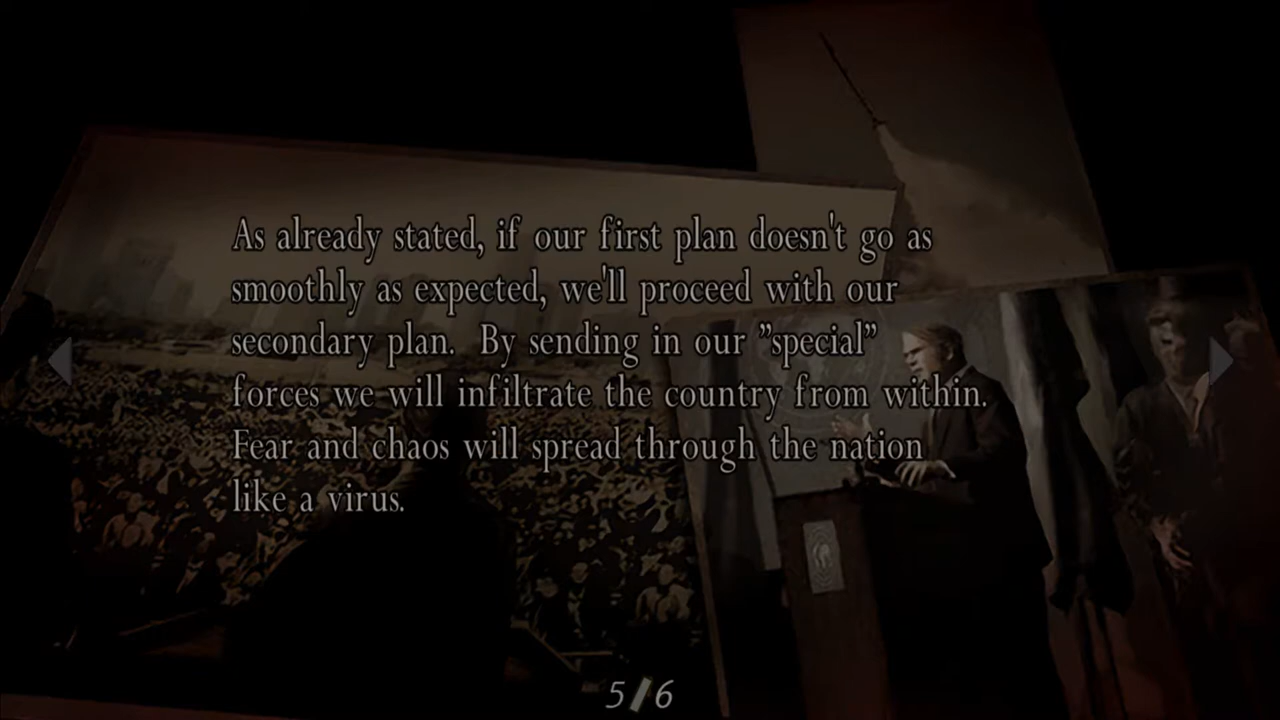 As already stated, if our first plan doesn't go as
smoothly as expected, we'll proceed with our
secondary plan. By sending in our ”special”
forces we will infiltrate the country from within.
Fear and chaos will spread through the nation
like a virus.
5/6